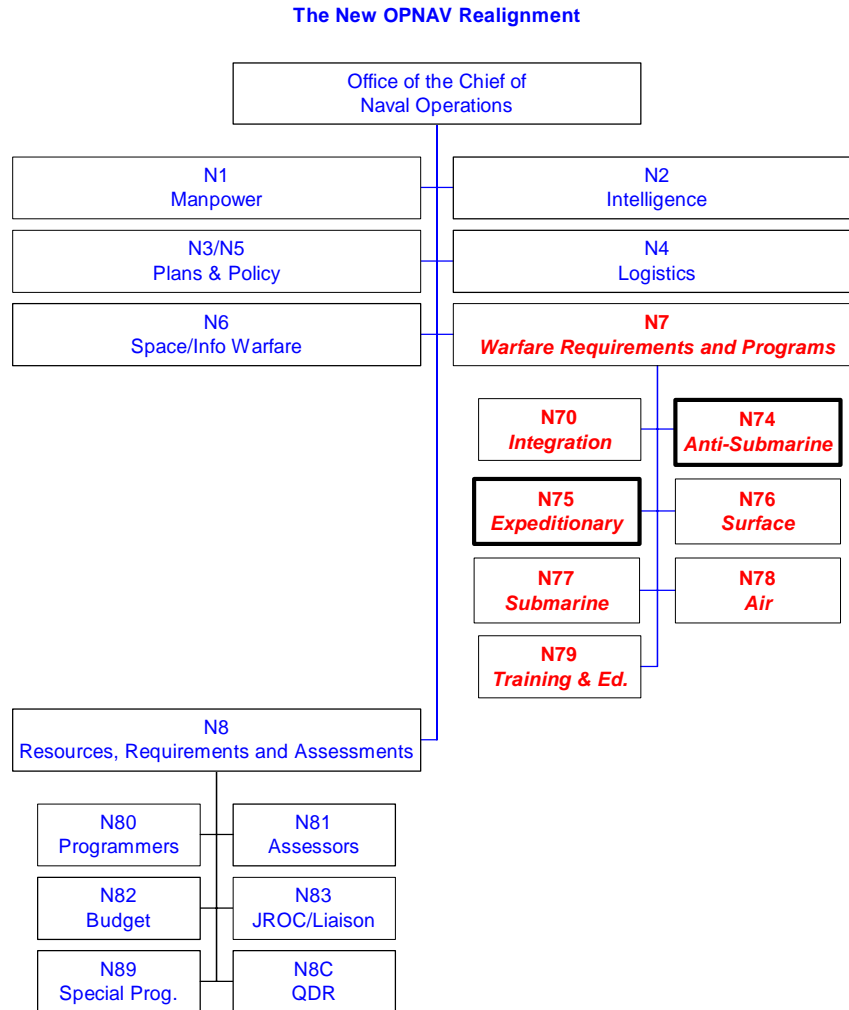 The New OPNAV Realignment
Office of the Chief of
Naval Operations
N1
Manpower
N2
Intelligence
N3/N5
Plans & Policy
N4
Logistics
N6
Space/Info Warfare
N7
Warfare Requirements and Programs
N70
Integration
N74
Anti-Submarine
N75
Expeditionary
N76
Surface
N77
Submarine
N78
Air
N79
Training & Ed.
N8
Resources, Requirements and Assessments
N80
Programmers
N81
Assessors
N82
Budget
N83
JROC/Liaison
N89
Special Prog.
N8C
QDR